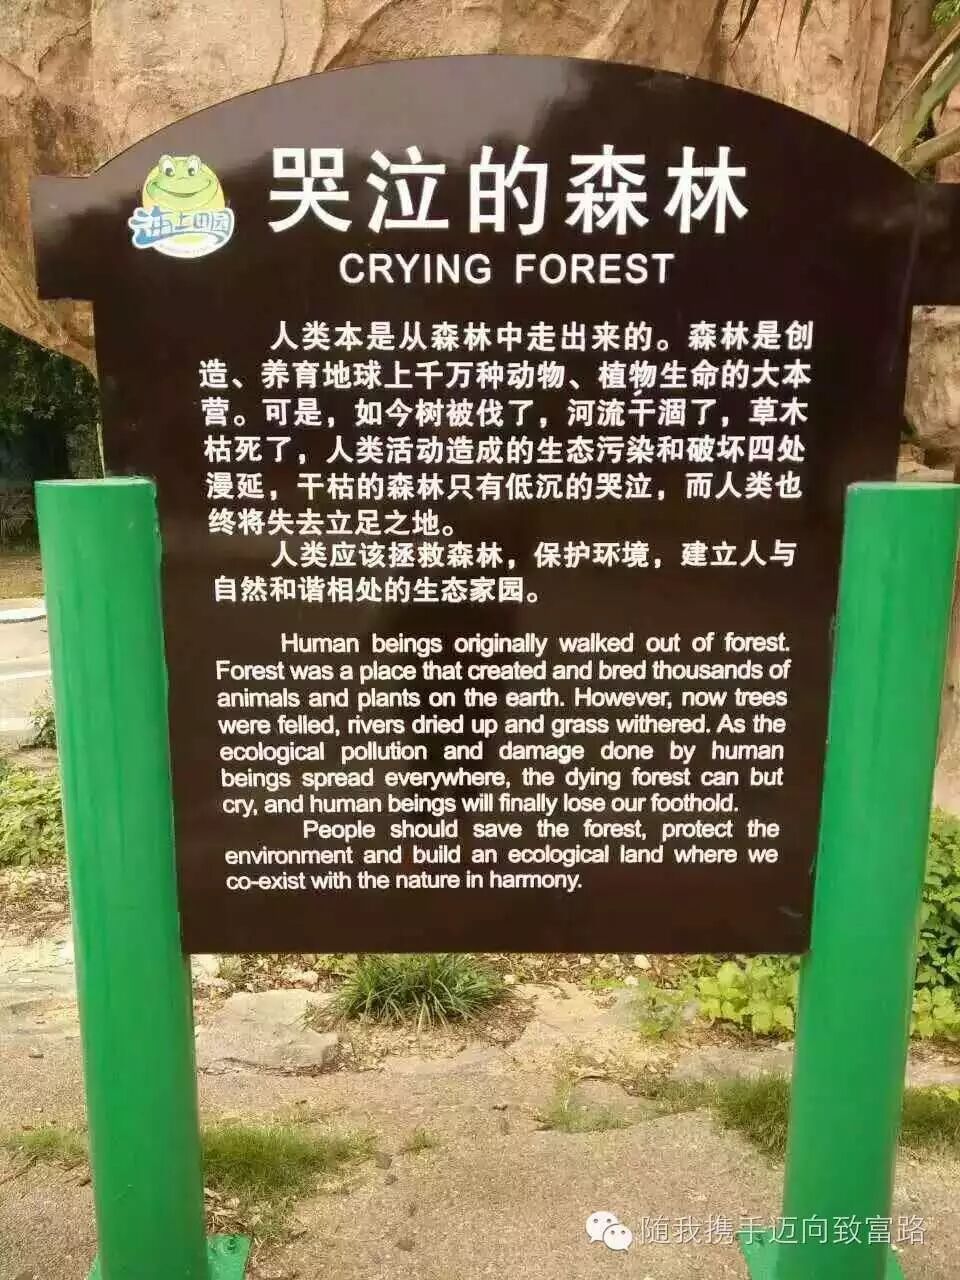 海上田园
哭泣的森林
CRYING FOREST
人类本是从森林中走出来的。森林是创
造、养育地球上千万种动物、植物生命的大本
营。可是，如今树被伐了，河流干涸了，草木
枯死了，人类活动造成的生态污染和破坏四处
漫延，干枯的森林只有低沉的哭泣，而人类也
终将失去立足之地。
人类应该拯救森林，保护环境，建立人与
自然和谐相处的生态家园。
Human beings originally walked out of forest.
Forest was a place that created and bred thousands of
animals and plants on the earth. However, now trees
were felled, rivers dried up and grass withered. As the
ecological pollution and damage done by human
beings spread everywhere, the dying forest can but
cry, and human beings will finally lose our foothold.
People should save the forest, protect the
environment and build an ecological land where we
co-exist with the nature in harmony.
随我携手迈向致富路